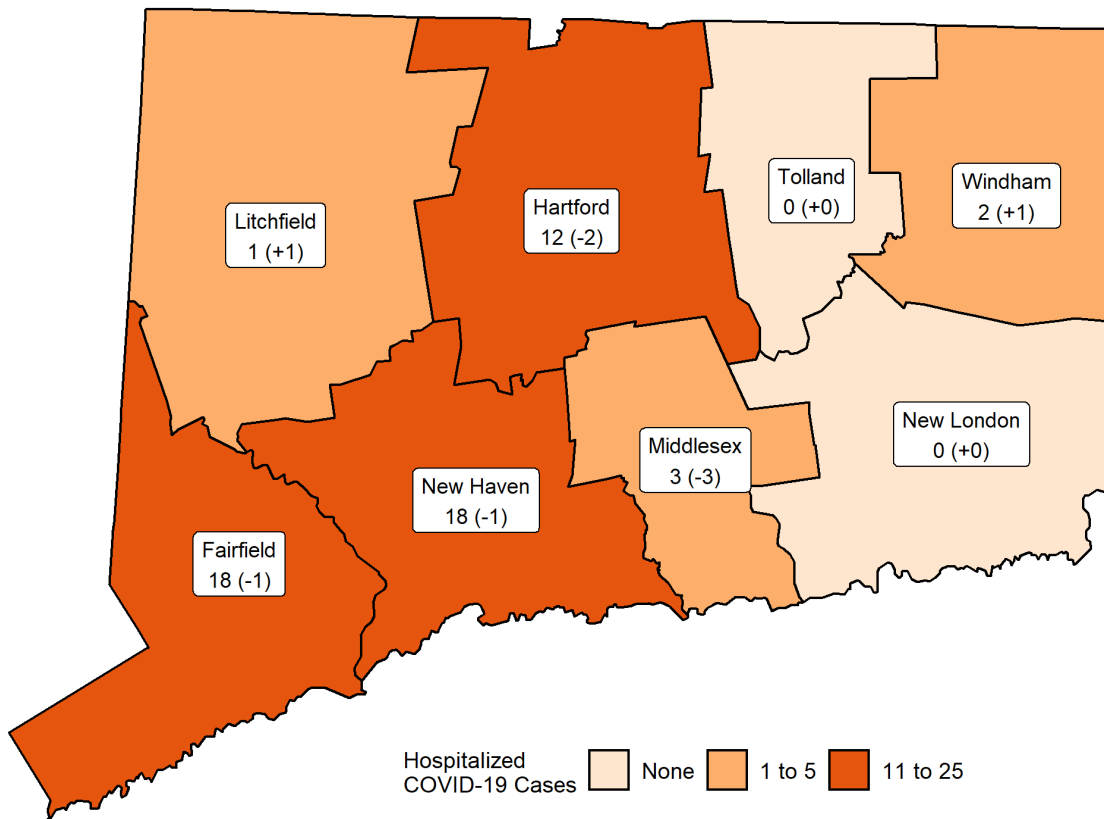 Tolland
0 (+0)
Windham
2 (+1)
Litchfield
1 (+1)
Hartford
12 (-2)
New London
0 (+0)
Middlesex
3 (-3)
New Haven
18 (-1)
Fairfield
18 (-1)
Hospitalized
COVID-19 Cases
None
1 to 5
11 to 25